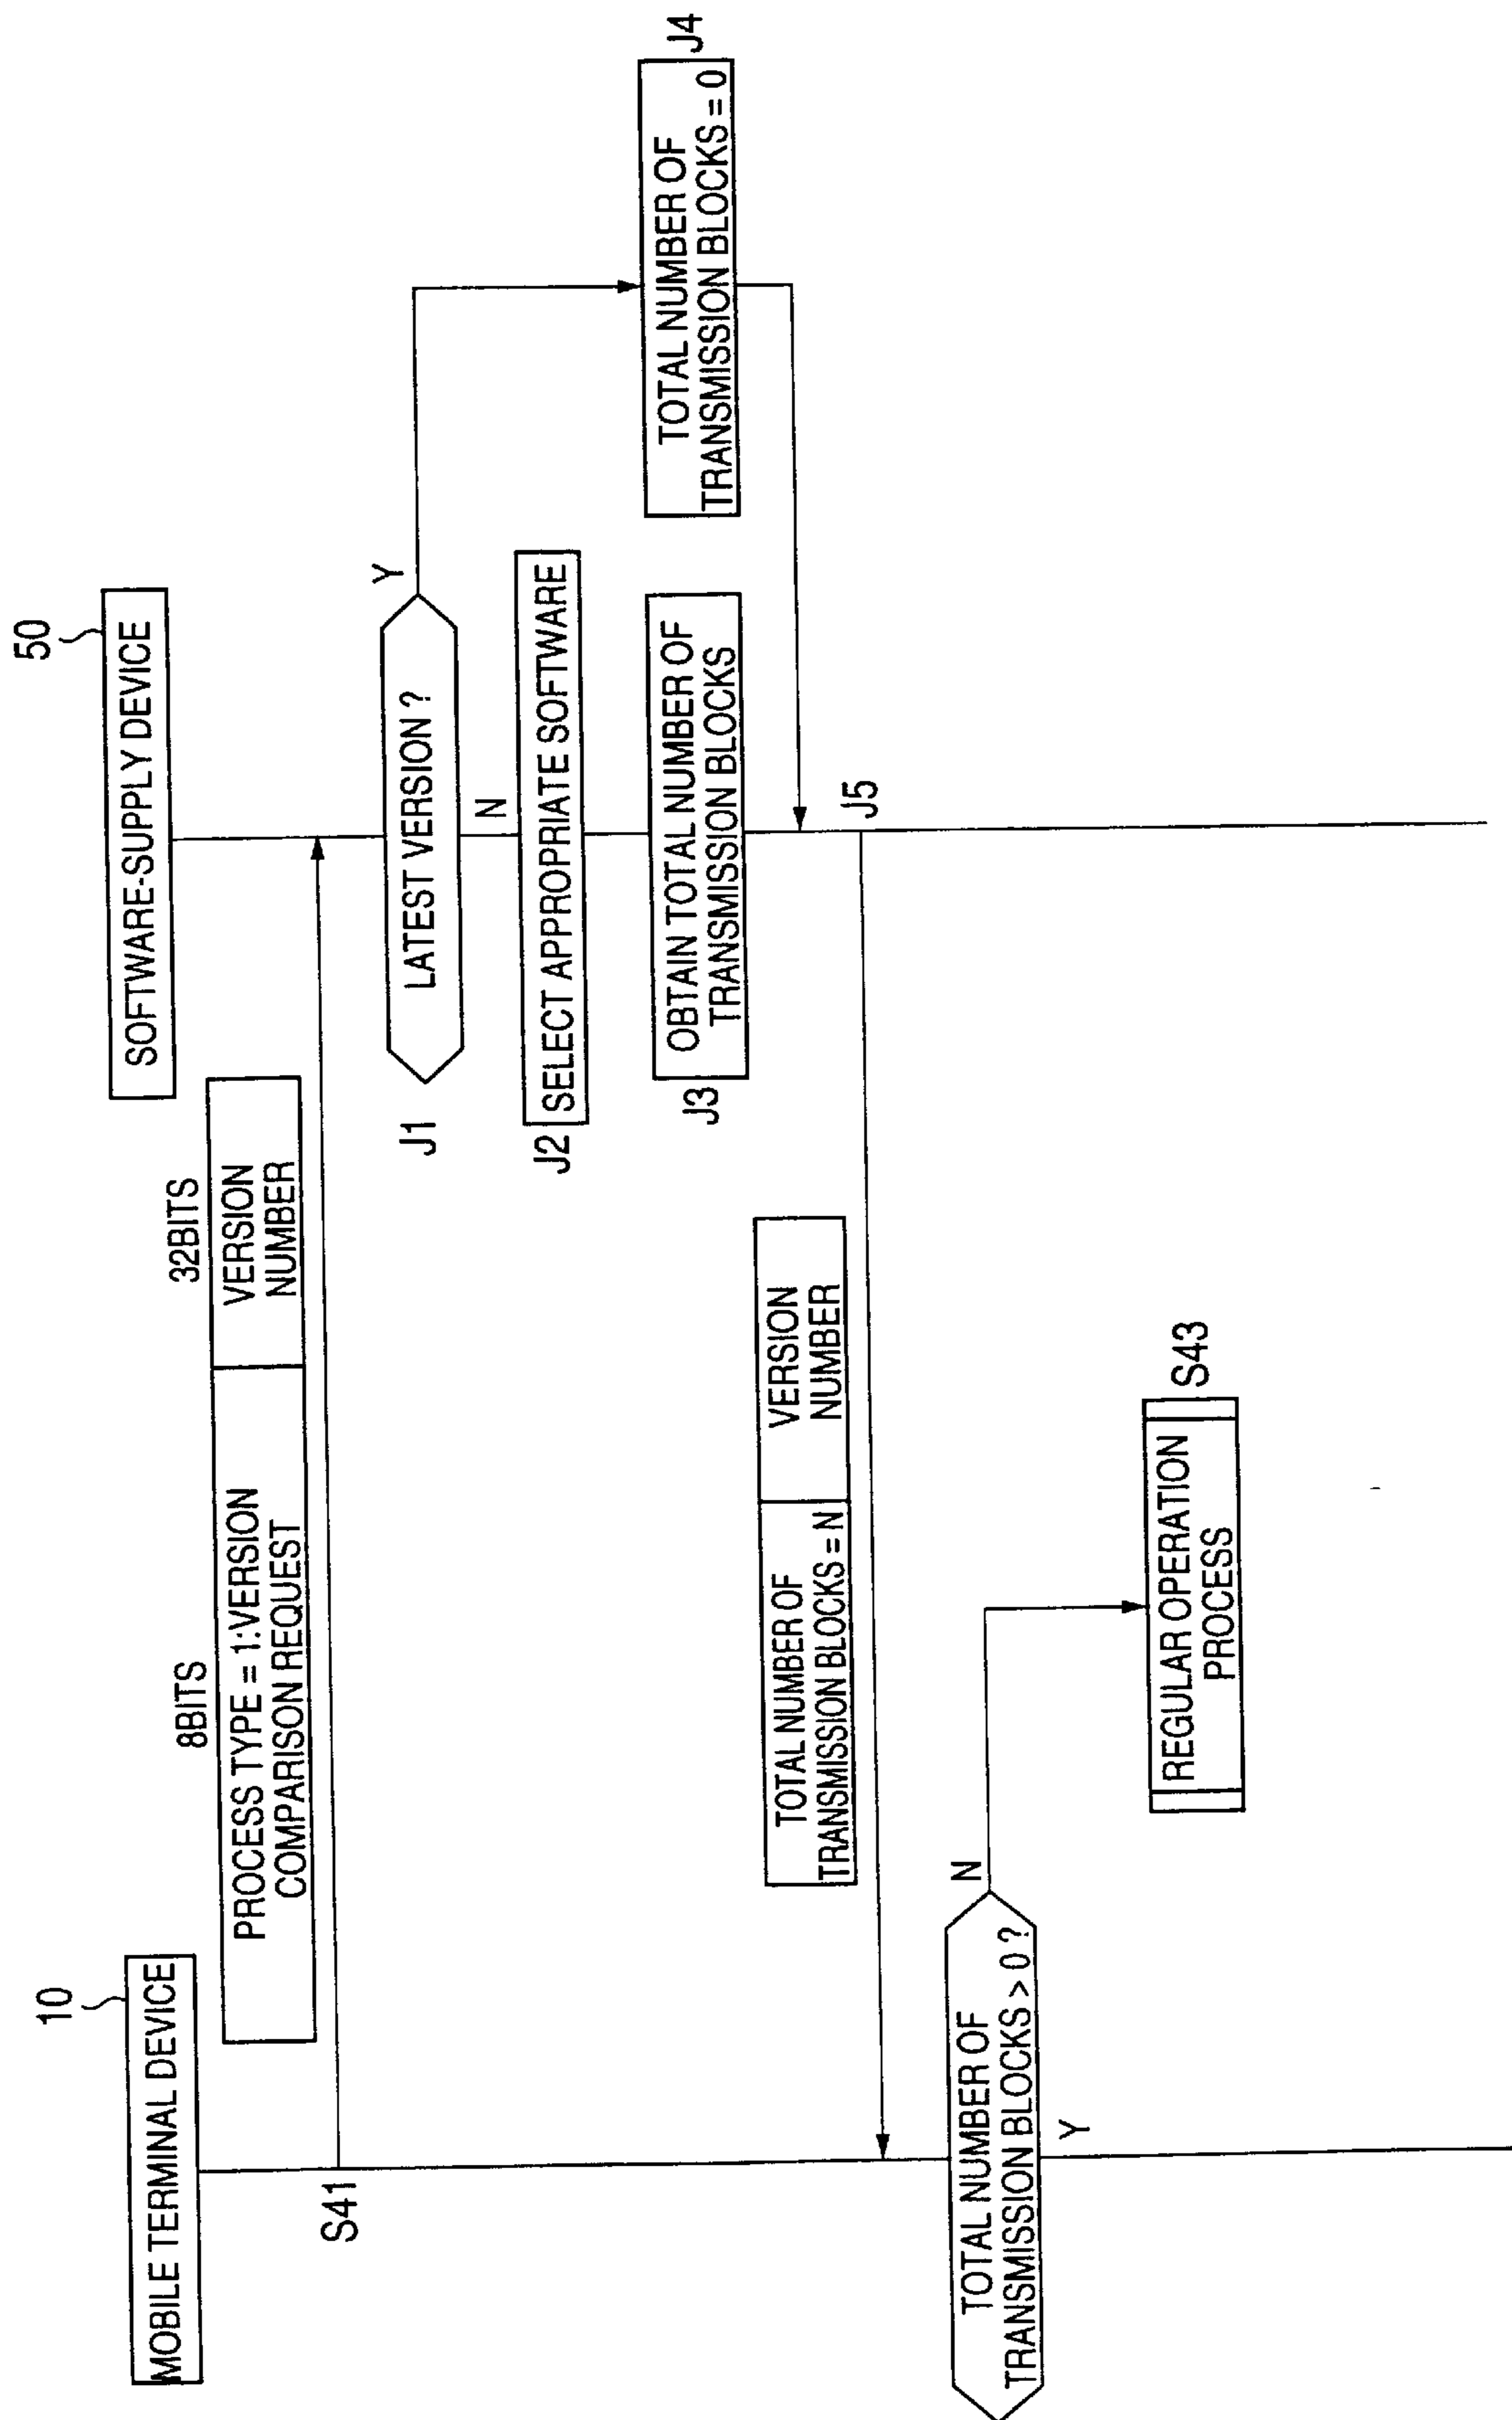 10
MOBILE TERMINAL DEVICE
50
SOFTWARE-SUPPLY DEVICE
8BITS
32BITS
PROCESS TYPE = 1:VERSION
COMPARISON REQUEST
VERSION
NUMBER
S41
J1
LATEST VERSION ?
Y
N
J2
SELECT APPROPRIATE SOFTWARE
J3
OBTAIN TOTAL NUMBER OF
TRANSMISSION BLOCKS
J4
TOTAL NUMBER OF
TRANSMISSION BLOCKS = 0
TOTAL NUMBER OF
TRANSMISSION BLOCKS = N
VERSION
NUMBER
J5
TOTAL NUMBER OF
TRANSMISSION BLOCKS > 0 ?
N
Y
REGULAR OPERATION
PROCESS
S43